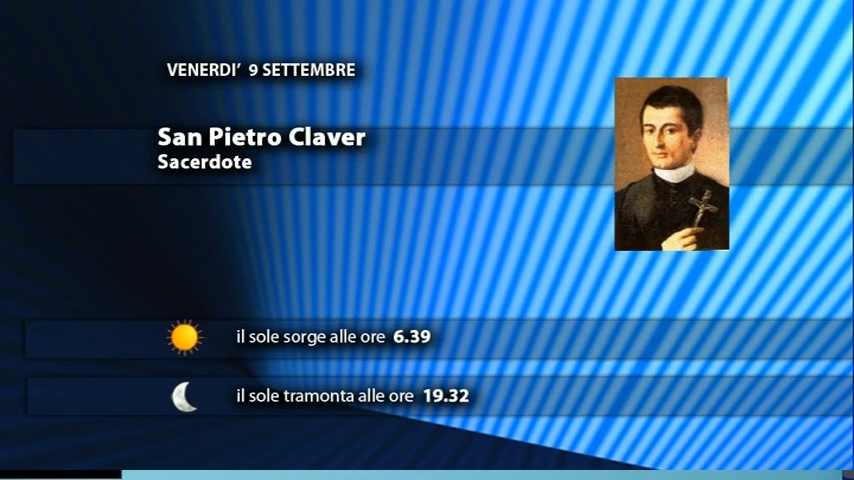 VENERDI’ 9 SETTEMBRE
San Pietro Claver
Sacerdote
il sole sorge alle ore 6.39
il sole tramonta alle ore 19.32